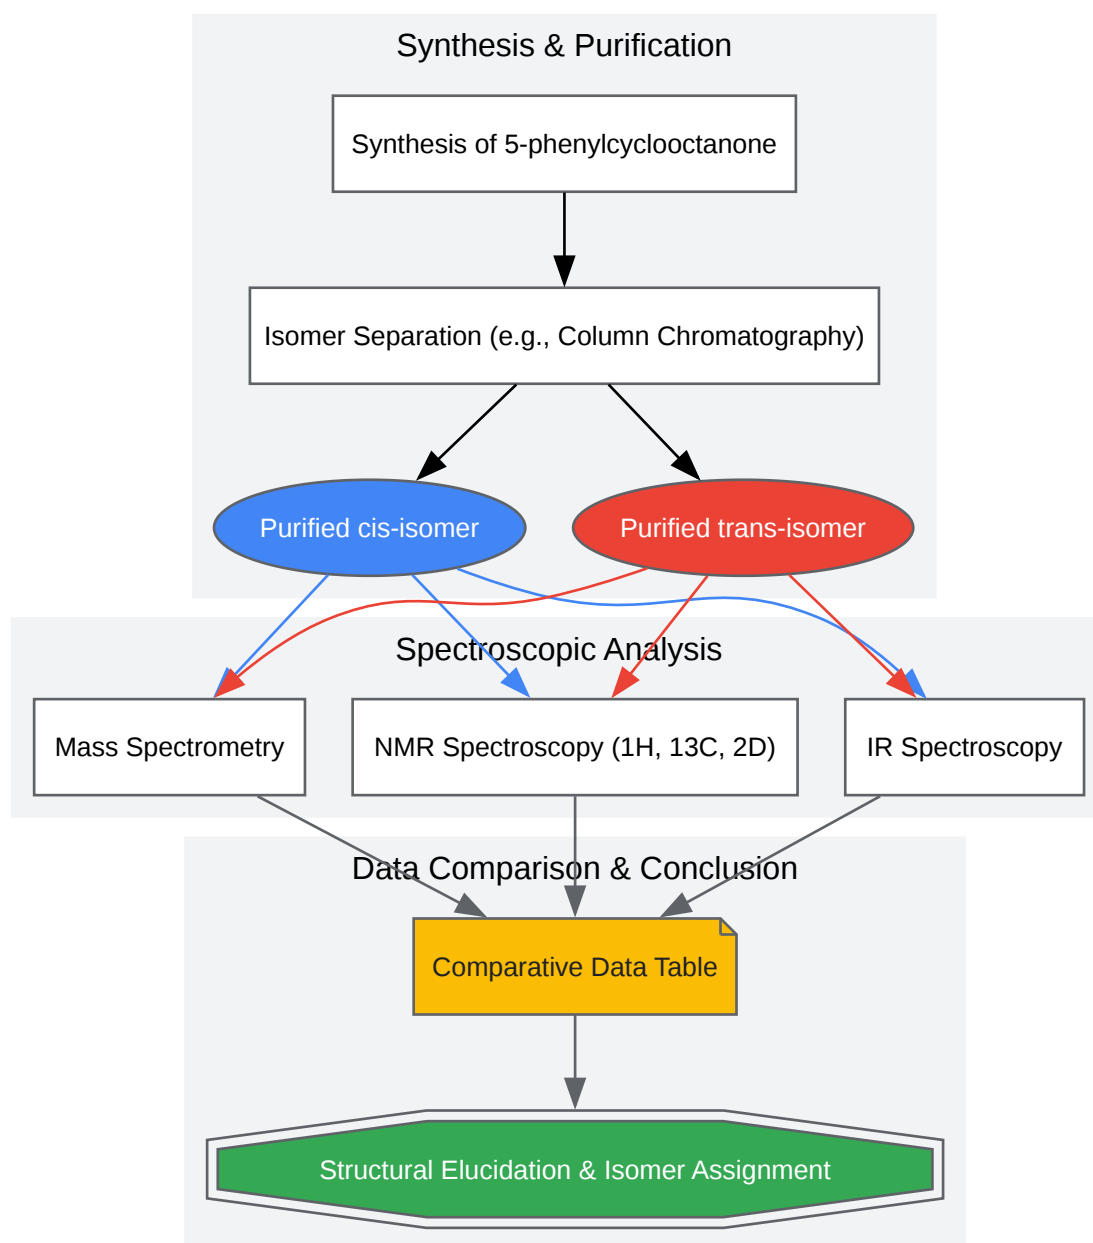 Synthesis & Purification
Synthesis of 5-phenylcyclooctanone
Isomer Separation (e.g., Column Chromatography)
Purified cis-isomer
Purified trans-isomer
Spectroscopic Analysis
Mass Spectrometry
NMR Spectroscopy (1H, 13C, 2D)
IR Spectroscopy
Data Comparison & Conclusion
Comparative Data Table
Structural Elucidation & Isomer Assignment